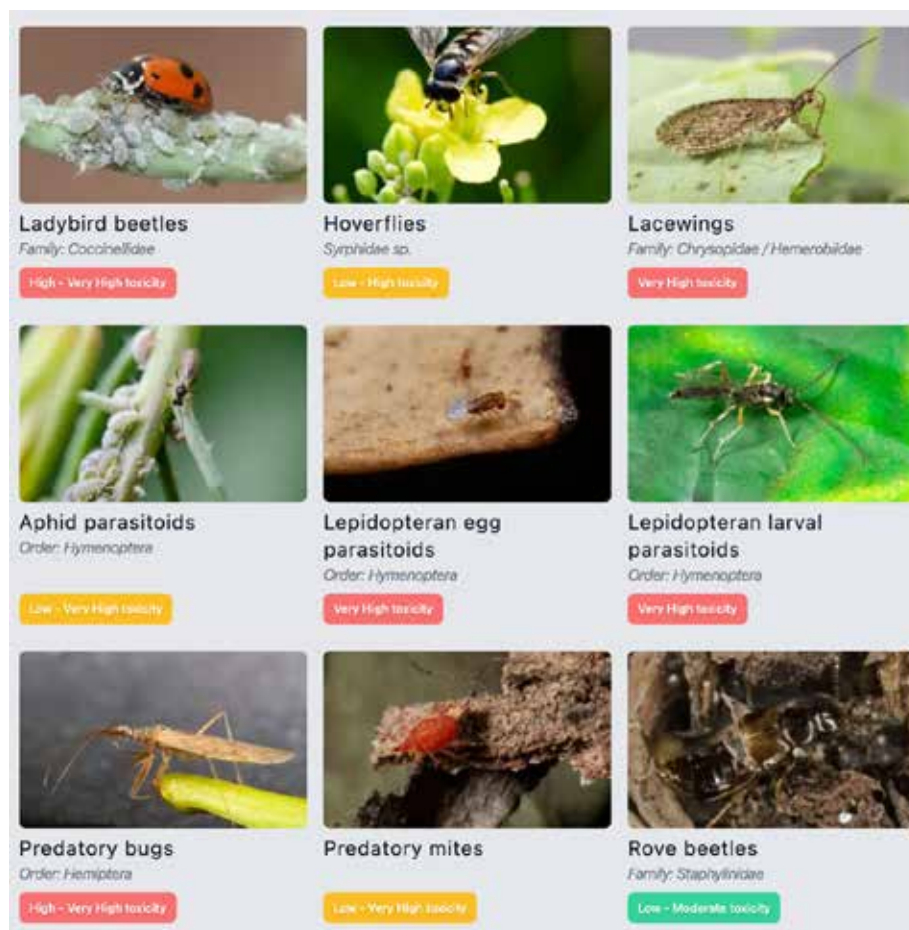 Ladybird beetles
Family: Coccinellidae
High - Very High toxicity
Hoverflies
Syrphidae sp.
Low - High toxicity
Lacewings
Family: Chrysopidae / Hemerobiidae
Very High toxicity
Aphid parasitoids
Order: Hymenoptera
Low - Very High toxicity
Lepidopteran egg
parasitoids
Order: Hymenoptera
Very High toxicity
Lepidopteran larval
parasitoids
Order: Hymenoptera
Very High toxicity
Predatory bugs
Order: Hemiptera
High - Very High toxicity
Predatory mites
Low - Very High toxicity
Rove beetles
Family: Staphylinidae
Low - Moderate toxicity